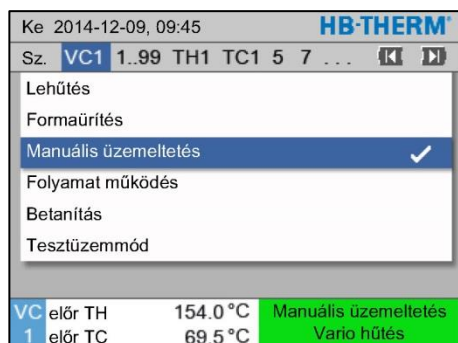 Ke 2014-12-09, 09:45 HB-THERM®
Sz. VC1 1..99 TH1 TC1 5 7 ...
Lehűtés
Formaürítés
Manuális üzemeltetés
Folyamat működés
Betanítás
Tesztüzemmód
VC előr TH 154.0 °C Manuális üzemeltetés
1 előr TC 69.5 °C Vario hűtés